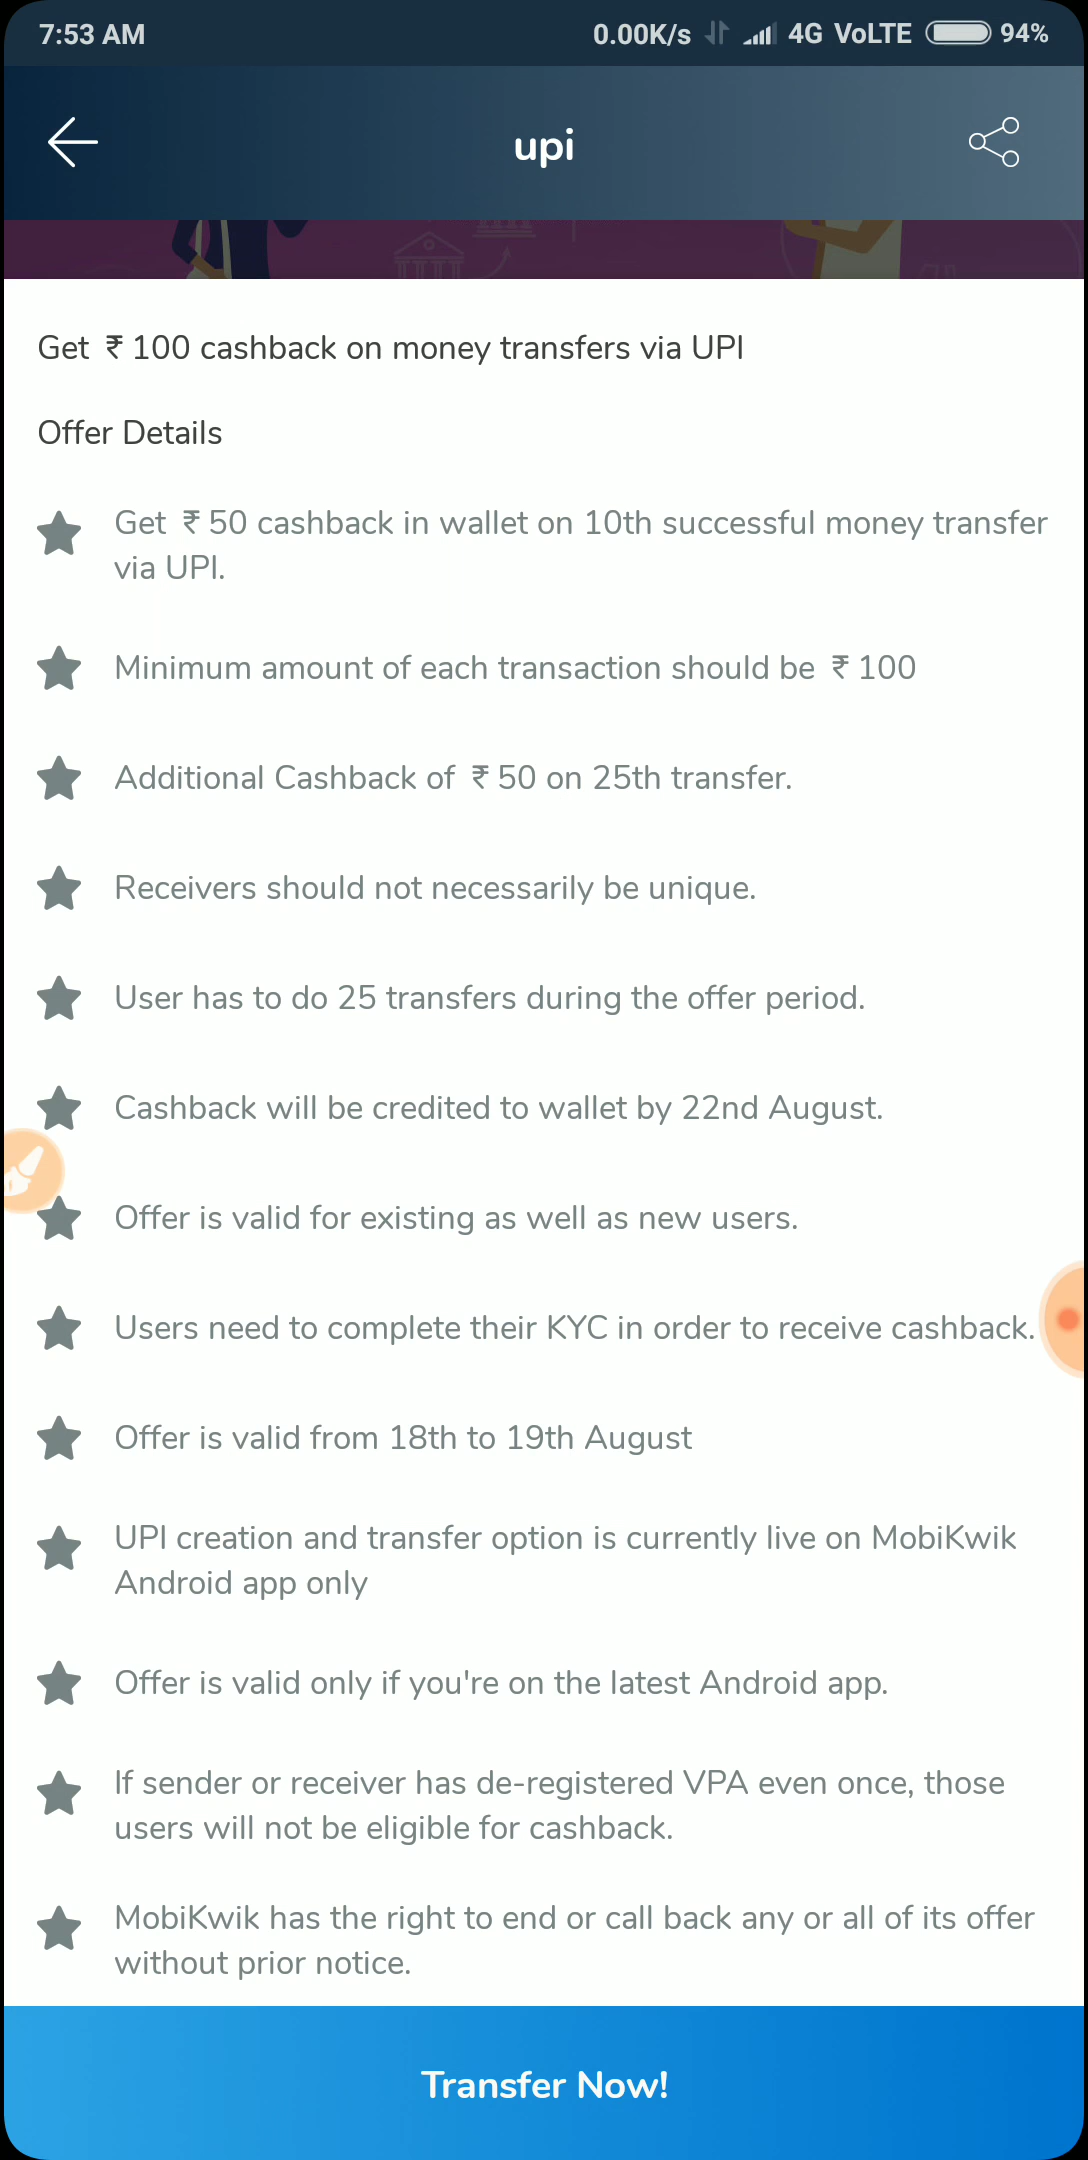 7:53 AM 0.00K/s 4G VoLTE 94%
upi
Get ₹ 100 cashback on money transfers via UPI
Offer Details
Get ₹ 50 cashback in wallet on 10th successful money transfer
via UPI.
Minimum amount of each transaction should be ₹ 100
Additional Cashback of ₹ 50 on 25th transfer.
Receivers should not necessarily be unique.
User has to do 25 transfers during the offer period.
Cashback will be credited to wallet by 22nd August.
Offer is valid for existing as well as new users.
Users need to complete their KYC in order to receive cashback.
Offer is valid from 18th to 19th August
UPI creation and transfer option is currently live on MobiKwik
Android app only
Offer is valid only if you're on the latest Android app.
If sender or receiver has de-registered VPA even once, those
users will not be eligible for cashback.
MobiKwik has the right to end or call back any or all of its offer
without prior notice.
Transfer Now!